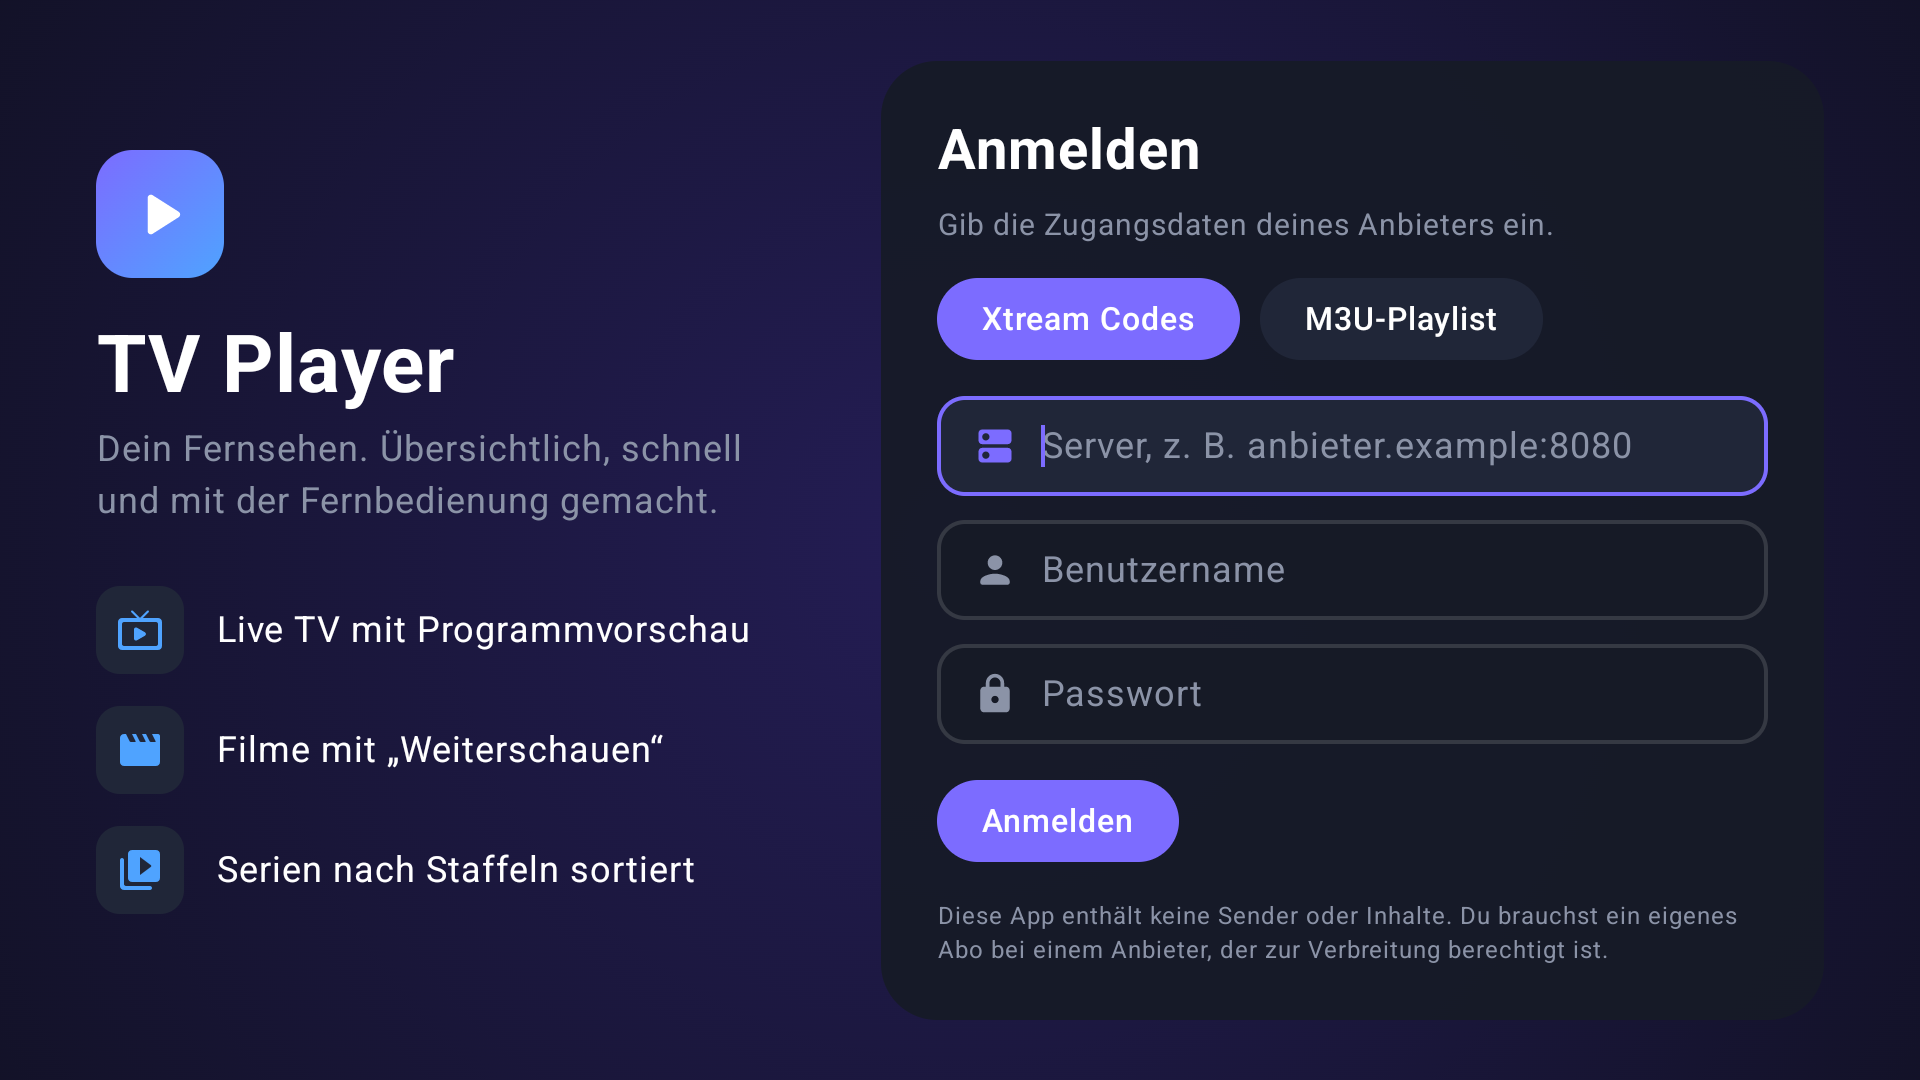 TV Player
Dein Fernsehen. Übersichtlich, schnell
und mit der Fernbedienung gemacht.
Live TV mit Programmvorschau
Filme mit „Weiterschauen“
Serien nach Staffeln sortiert
Anmelden
Gib die Zugangsdaten deines Anbieters ein.
Xtream Codes
M3U-Playlist
Server, z. B. anbieter.example:8080
Benutzername
Passwort
Anmelden
Diese App enthält keine Sender oder Inhalte. Du brauchst ein eigenes
Abo bei einem Anbieter, der zur Verbreitung berechtigt ist.